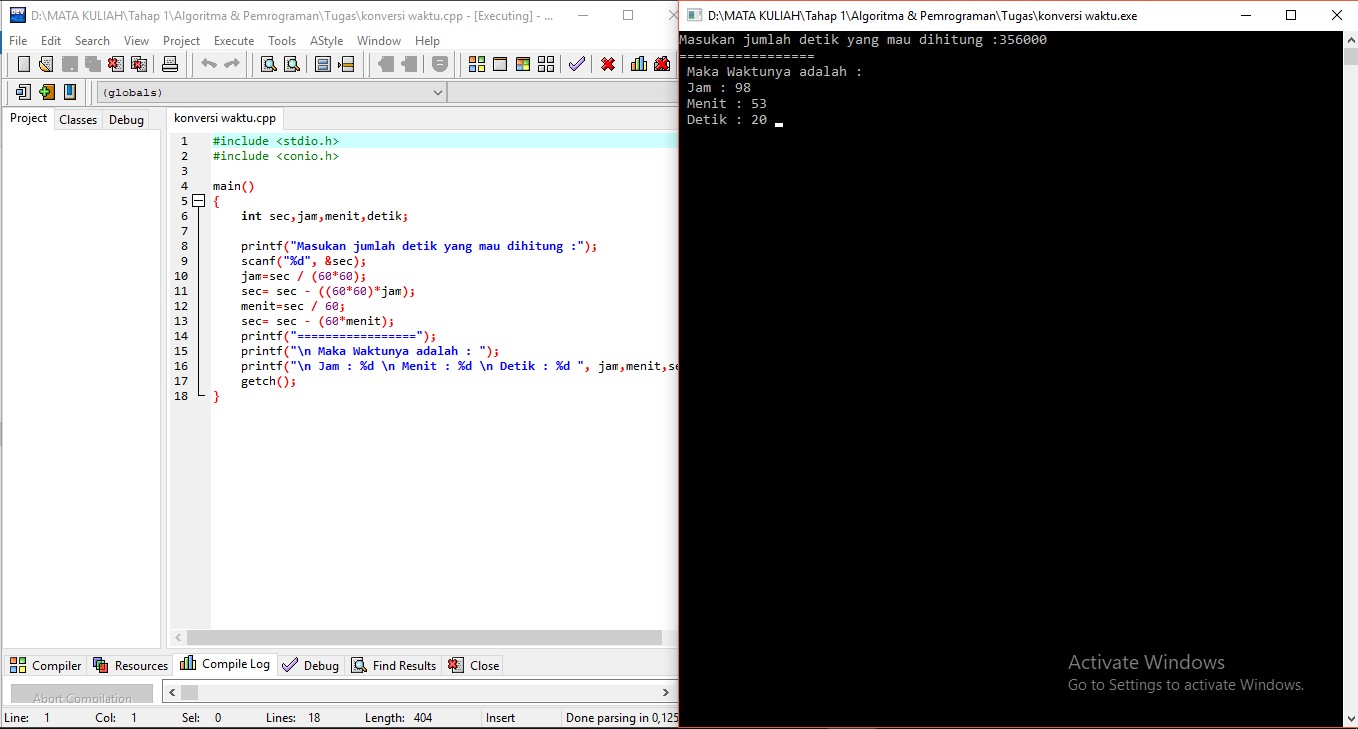 D:\MATA KULIAH\Tahap 1\Algoritma & Pemrograman\Tugas\konversi waktu.cpp - [Executing] - ...
File Edit Search View Project Execute Tools AStyle Window Help
(globals)
Project Classes Debug
konversi waktu.cpp
1 #include <stdio.h>
2 #include <conio.h>
3
4 main()
5 {
6 int sec,jam,menit,detik;
7
8 printf("Masukan jumlah detik yang mau dihitung :");
9 scanf("%d", &sec);
10 jam=sec / (60*60);
11 sec= sec - ((60*60)*jam);
12 menit=sec / 60;
13 sec= sec - (60*menit);
14 printf("=================");
15 printf("\n Maka Waktunya adalah : ");
16 printf("\n Jam : %d \n Menit : %d \n Detik : %d ", jam,menit,se
17 getch();
18 }
Compiler Resources Compile Log Debug Find Results Close
Abort Compilation
Line: 1 Col: 1 Sel: 0 Lines: 18 Length: 404 Insert Done parsing in 0,125
D:\MATA KULIAH\Tahap 1\Algoritma & Pemrograman\Tugas\konversi waktu.exe
Masukan jumlah detik yang mau dihitung :356000
=================
Maka Waktunya adalah :
Jam : 98
Menit : 53
Detik : 20
Activate Windows
Go to Settings to activate Windows.